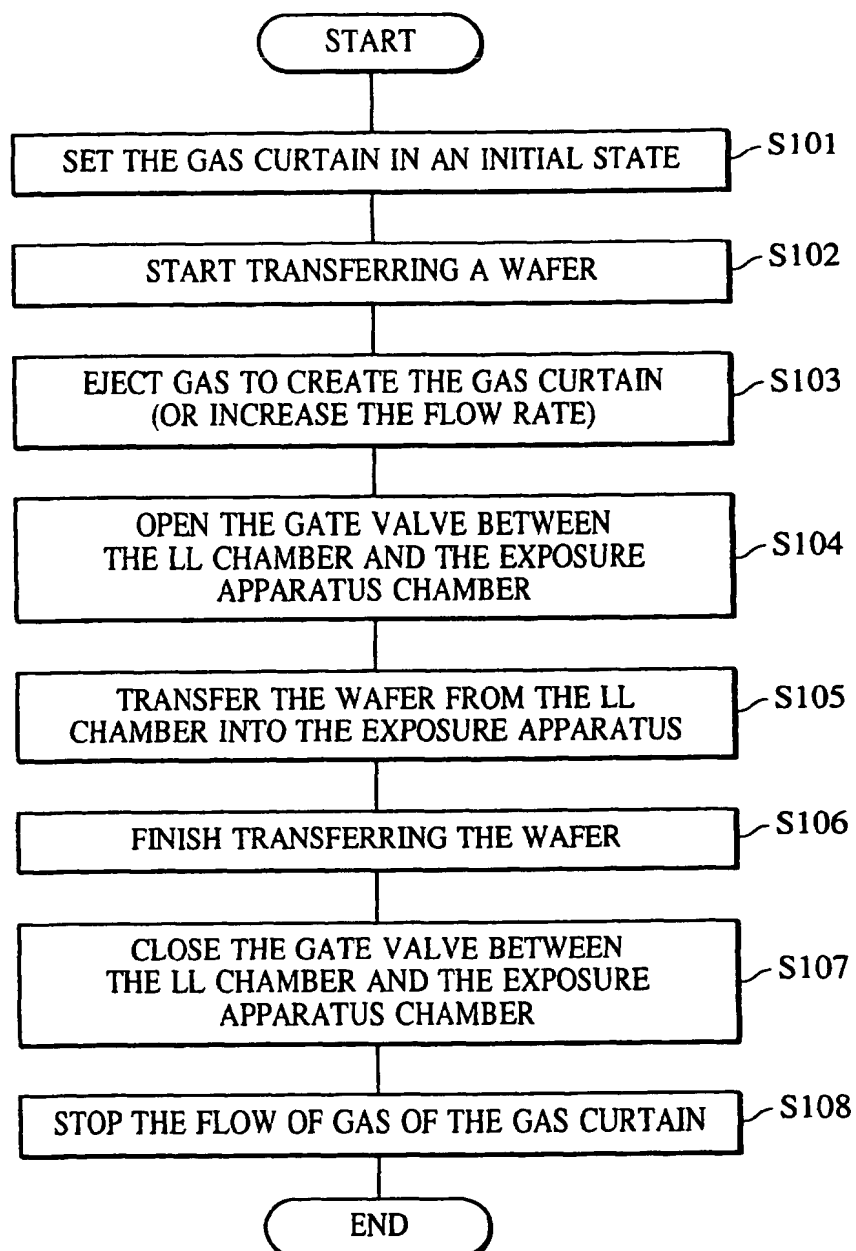 START
SET THE GAS CURTAIN IN AN INITIAL STATE
S101
START TRANSFERRING A WAFER
S102
EJECT GAS TO CREATE THE GAS CURTAIN
(OR INCREASE THE FLOW RATE)
S103
OPEN THE GATE VALVE BETWEEN
THE LL CHAMBER AND THE EXPOSURE
APPARATUS CHAMBER
S104
TRANSFER THE WAFER FROM THE LL
CHAMBER INTO THE EXPOSURE APPARATUS
S105
FINISH TRANSFERRING THE WAFER
S106
CLOSE THE GATE VALVE BETWEEN
THE LL CHAMBER AND THE EXPOSURE
APPARATUS CHAMBER
S107
STOP THE FLOW OF GAS OF THE GAS CURTAIN
S108
END